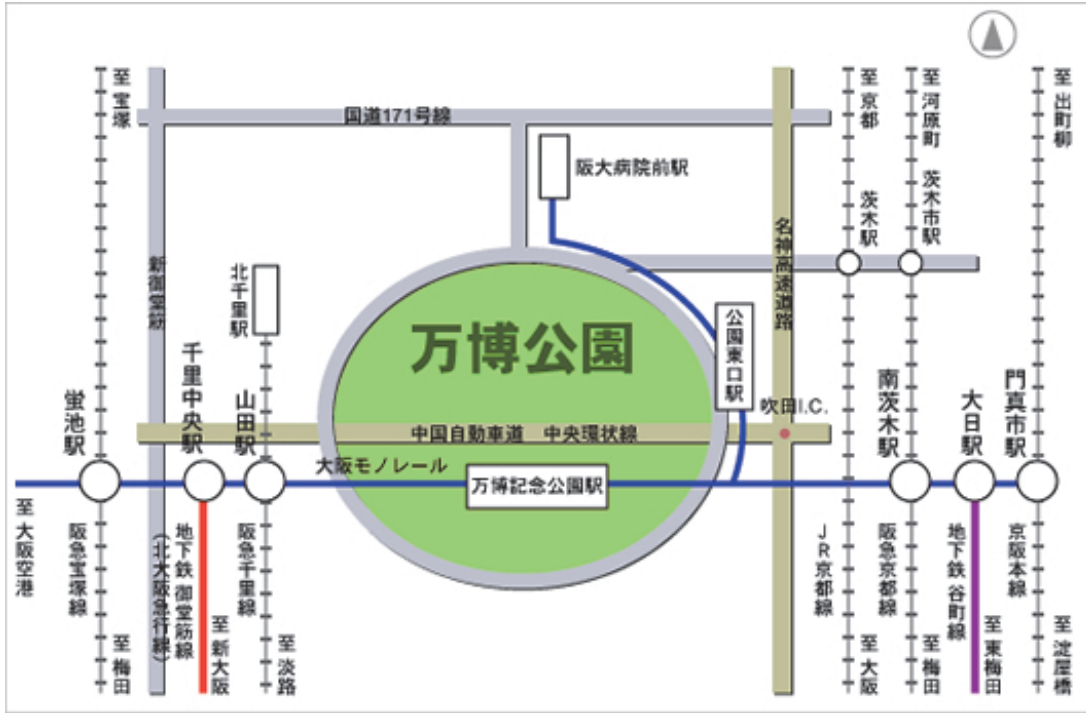 至 宝塚
国道171号線
至 京都
至 河原町
至 出町柳
阪大病院前駅
茨木駅
茨木市駅
名神高速道路
新御堂筋
北千里駅
万博公園
公園東口駅
蛍池駅
千里中央駅
山田駅
吹田I.C.
南茨木駅
大日駅
門真市駅
中国自動車道 中央環状線
大阪モノレール
万博記念公園駅
至 大阪空港
阪急宝塚線
地下鉄 御堂筋線
(北大阪急行線)
阪急千里線
JR京都線
阪急京都線
地下鉄 谷町線
京阪本線
至 梅田
至 新大阪
至 淡路
至 大阪
至 梅田
至 東梅田
至 淀屋橋